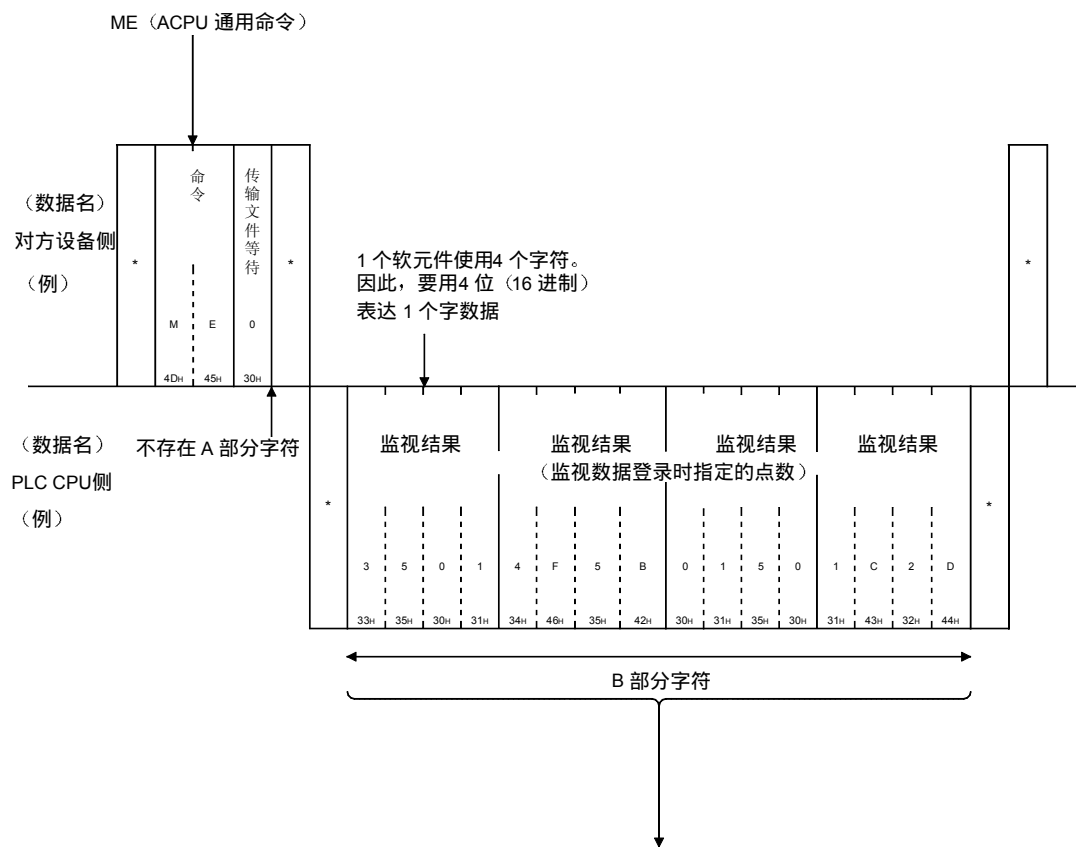 ME（ACPU 通用命令）
命令
传输文件等待
（数据名）
对方设备侧
（例）
*
*
*
M E 0
4DH 45H 30H
1 个软元件使用4 个字符。
因此，要用4 位（16 进制）
表达 1 个字数据
（数据名）
PLC CPU侧
（例）
不存在 A 部分字符
监视结果 监视结果 监视结果 监视结果
（监视数据登录时指定的点数）
*
*
3 5 0 1 4 F 5 B 0 1 5 0 1 C 2 D
33H 35H 30H 31H 34H 46H 35H 42H 30H 31H 35H 30H 31H 43H 32H 44H
B 部分字符